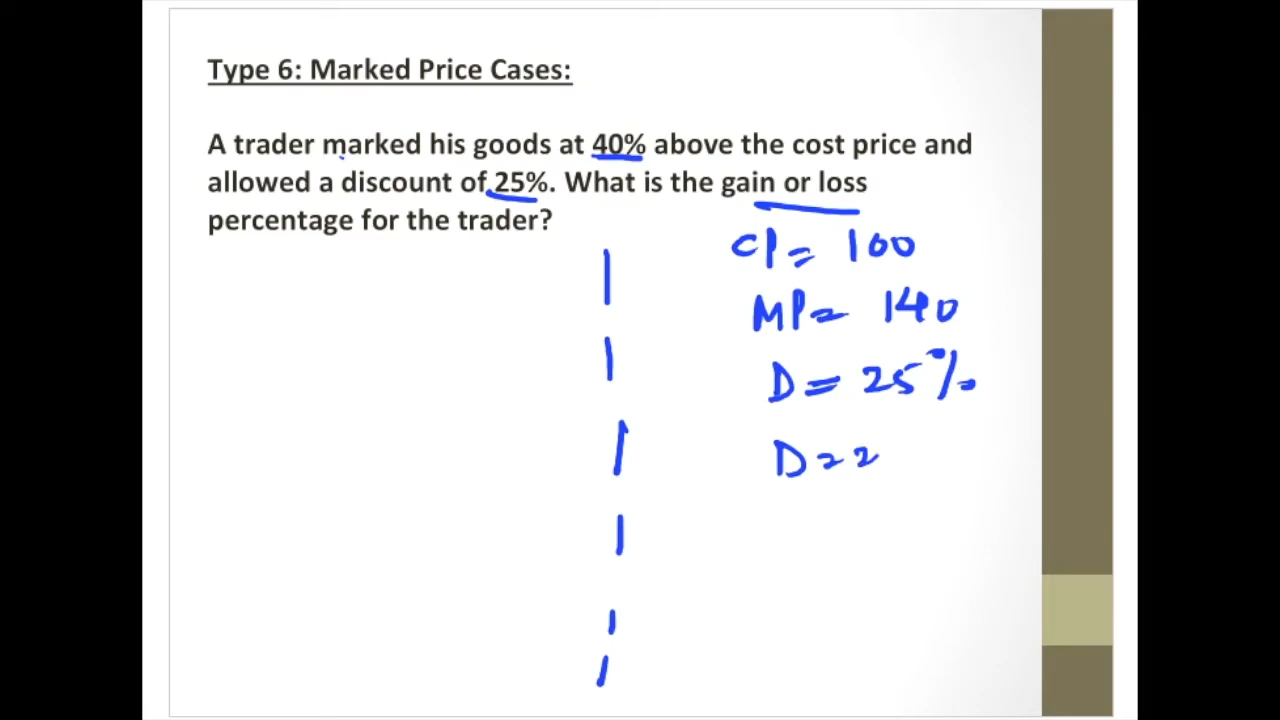 Type 6: Marked Price Cases:
A trader marked his goods at 40% above the cost price and
allowed a discount of 25%. What is the gain or loss
percentage for the trader?
CP = 100
MP = 140
D = 25%
D = 2